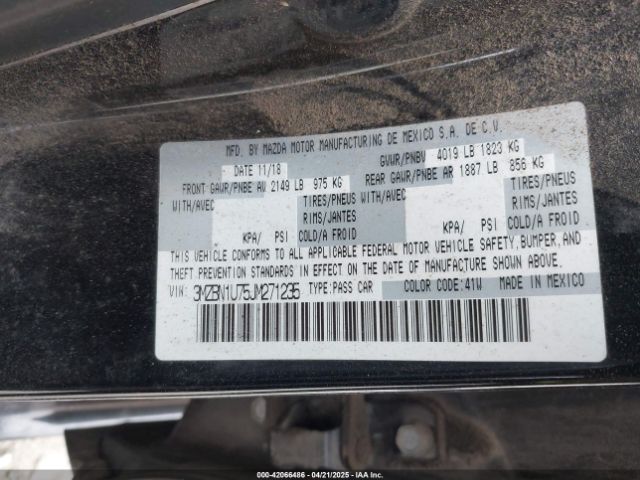 MFD. BY MAZDA MOTOR MANUFACTURING DE MEXICO S.A. DE C.V.
DATE 11/18 GVWR/PNBV 4019 LB 1823 KG
FRONT GAWR/PNBE AV 2149 LB 975 KG REAR GAWR/PNBE AR 1887 LB 856 KG
WITH/AVEC TIRES/PNEUS WITH/AVEC TIRES/PNEUS
RIMS/JANTES RIMS/JANTES
KPA/ PSI COLD/A FROID KPA/ PSI COLD/A FROID
THIS VEHICLE CONFORMS TO ALL APPLICABLE FEDERAL MOTOR VEHICLE SAFETY, BUMPER, AND
THEFT PREVENTION STANDARDS IN EFFECT ON THE DATE OF MANUFACTURE SHOWN ABOVE.
VIN: 3MZBN1U75JM271235 TYPE:PASS CAR COLOR CODE:41W MADE IN MEXICO
000-42066486 - 04/21/2025 - IAA Inc.